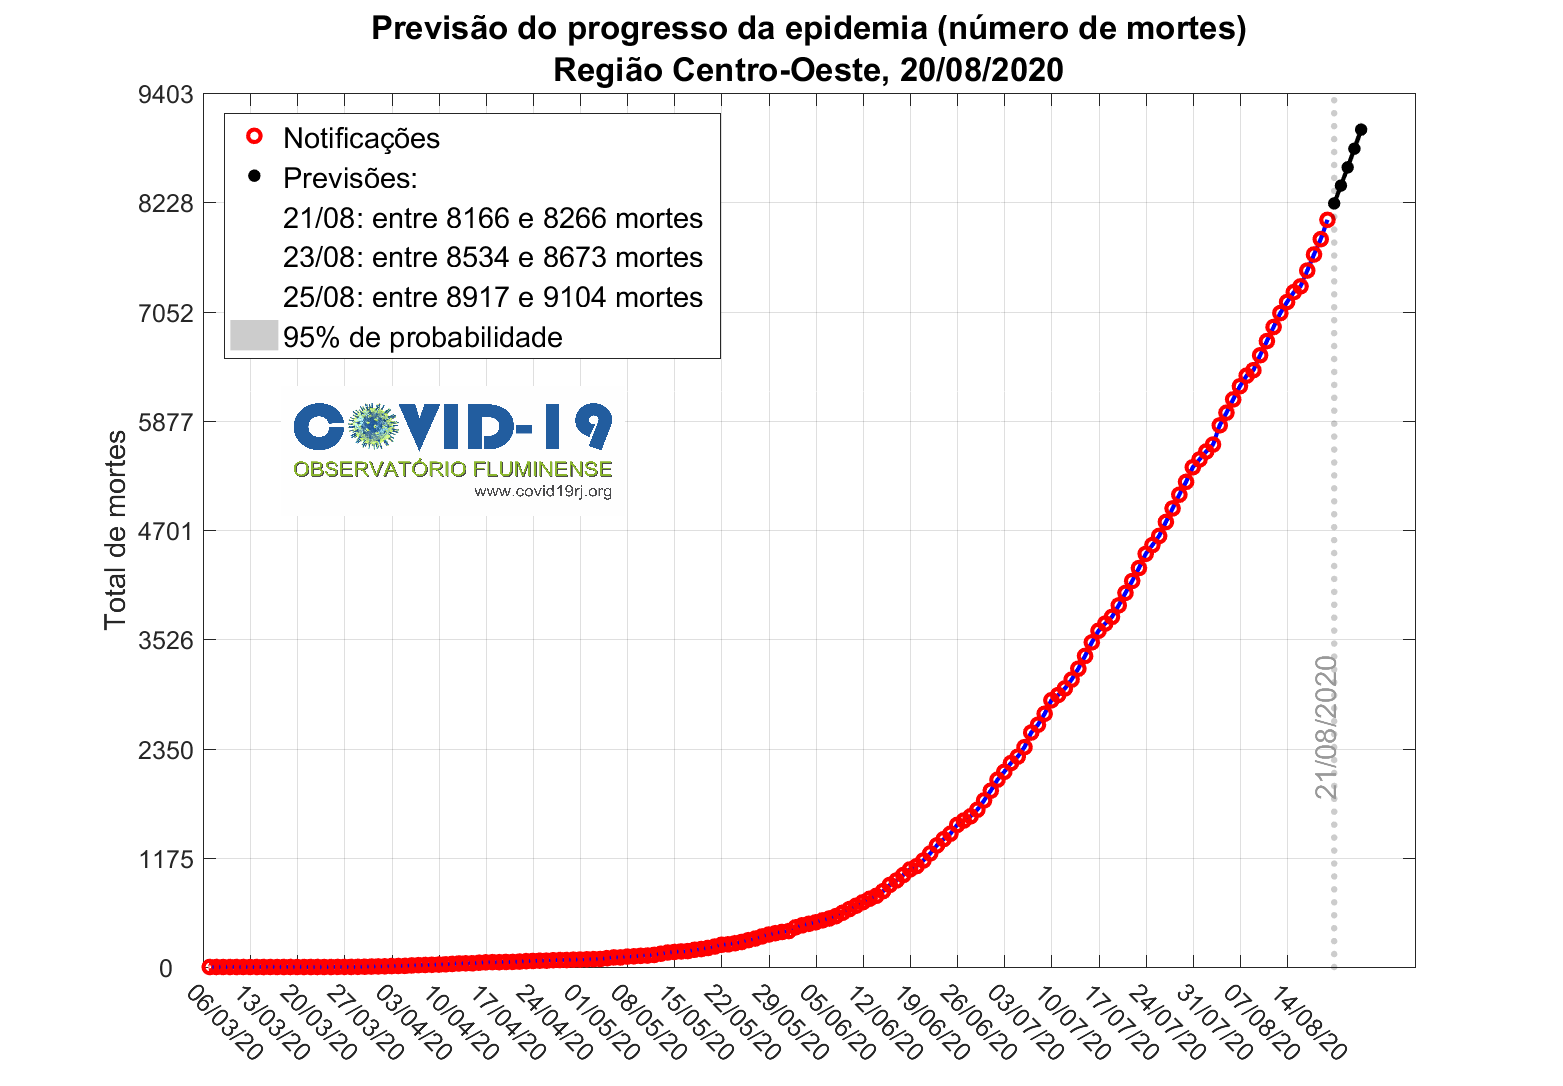 Previsão do progresso da epidemia (número de mortes)
Região Centro-Oeste, 20/08/2020
Notificações
Previsões:
21/08: entre 8166 e 8266 mortes
23/08: entre 8534 e 8673 mortes
25/08: entre 8917 e 9104 mortes
95% de probabilidade
COVID-19
OBSERVATÓRIO FLUMINENSE
www.covid19rj.org
Total de mortes
9403
8228
7052
5877
4701
3526
2350
1175
0
21/08/2020
06/03/20
13/03/20
20/03/20
27/03/20
03/04/20
10/04/20
17/04/20
24/04/20
01/05/20
08/05/20
15/05/20
22/05/20
29/05/20
05/06/20
12/06/20
19/06/20
26/06/20
03/07/20
10/07/20
17/07/20
24/07/20
31/07/20
07/08/20
14/08/20